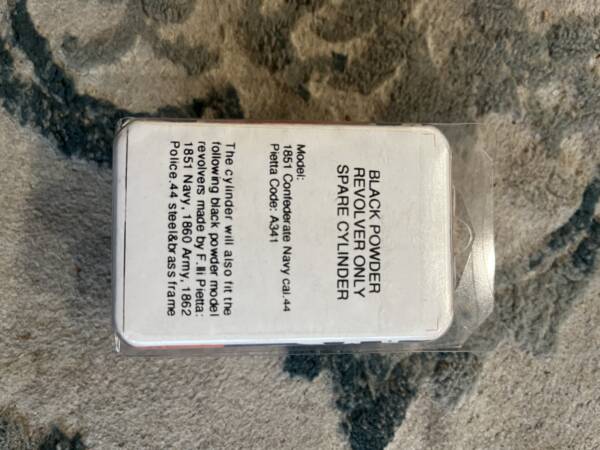 BLACK POWDER
REVOLVER ONLY
SPARE CYLINDER
Model:
1851 Confederate Navy cal.44
Pietta Code: A341
The cylinder will also fit the
following black powder model
revolvers made by F.lli Pietta:
1851 Navy, 1860 Army, 1862
Police.44 steel&brass frame